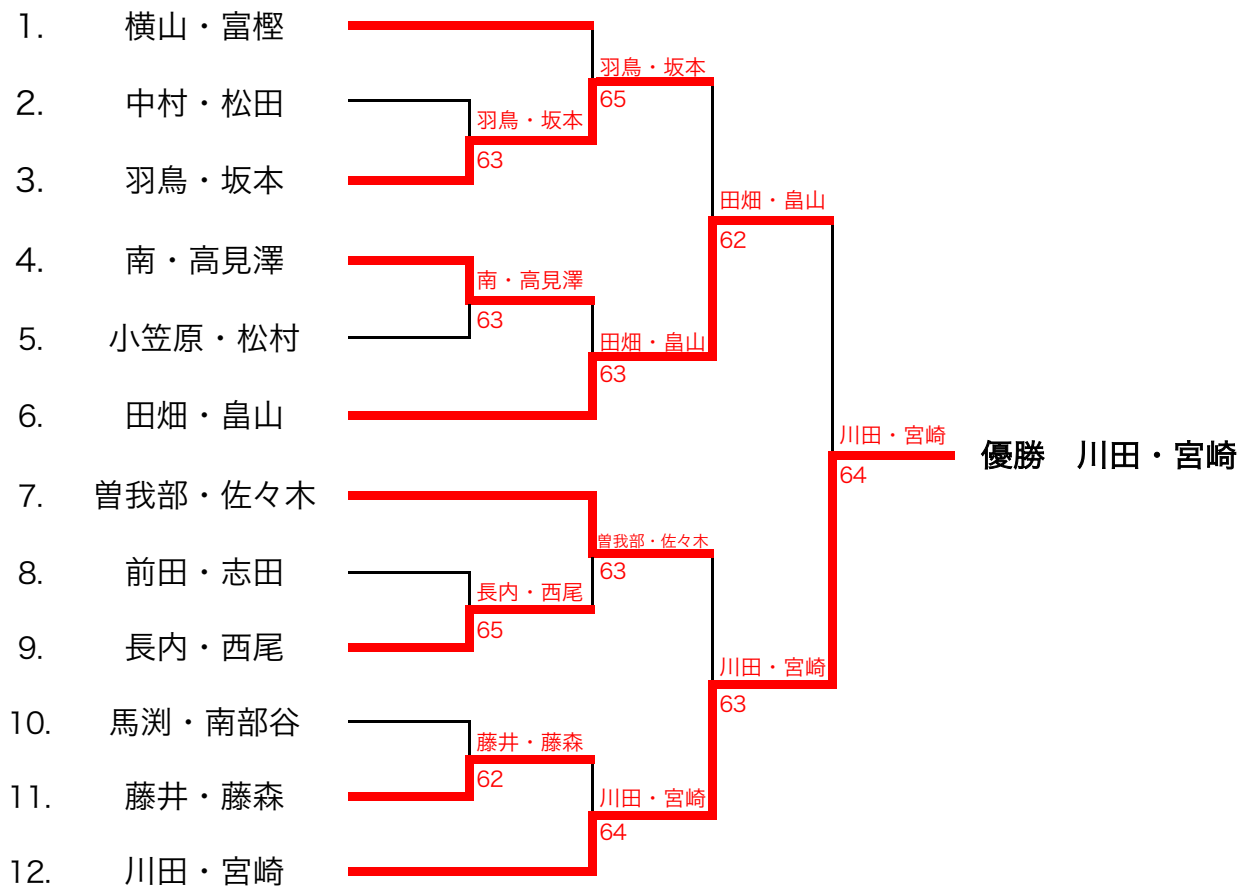 1. 横山・富樫
羽鳥・坂本
65
2. 中村・松田
羽鳥・坂本
63
3. 羽鳥・坂本
田畑・畠山
62
4. 南・高見澤
南・高見澤
63
5. 小笠原・松村
田畑・畠山
63
6. 田畑・畠山
川田・宮崎
64
優勝 川田・宮崎
7. 曽我部・佐々木
曽我部・佐々木
63
8. 前田・志田
長内・西尾
65
9. 長内・西尾
川田・宮崎
63
10. 馬渕・南部谷
藤井・藤森
62
11. 藤井・藤森
川田・宮崎
64
12. 川田・宮崎